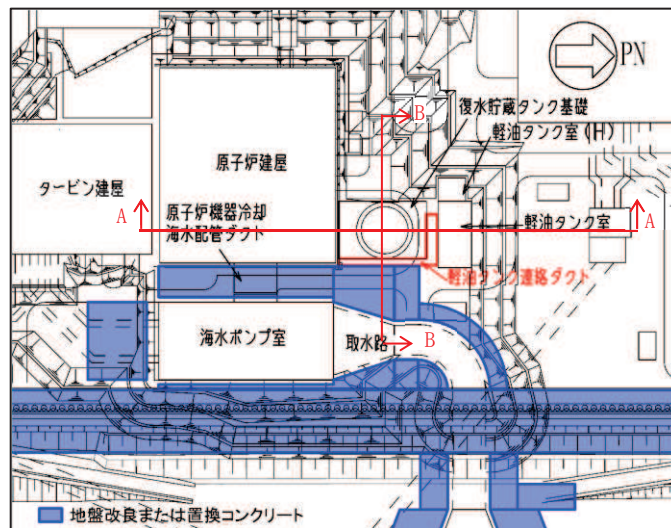 PN
B
復水貯蔵タンク基礎
軽油タンク室(H)
原子炉建屋
タービン建屋
A
A
原子炉機器冷却
海水配管ダクト
軽油タンク室
軽油タンク連絡ダクト
海水ポンプ室
取水路
B
地盤改良または置換コンクリート